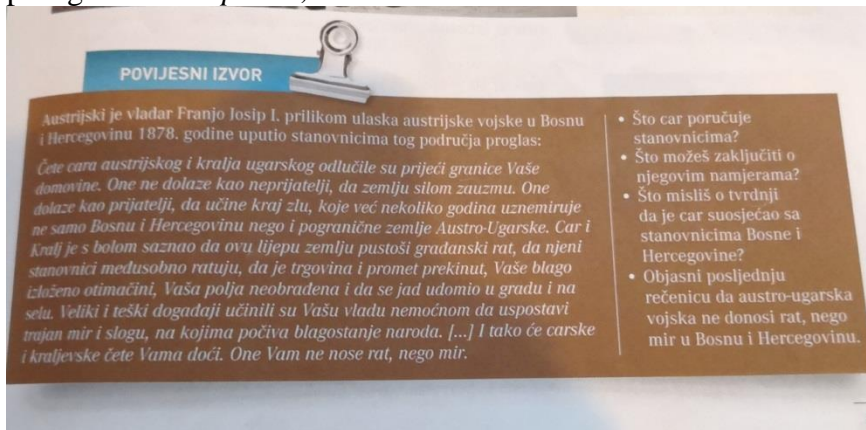 POVIJESNI IZVOR
Austrijski je vladar Franjo Josip I. prilikom ulaska austrijske vojske u Bosnu
i Hercegovinu 1878. godine uputio stanovnicima tog područja proglas:
Čete cara austrijskog i kralja ugarskog odlučile su prijeći granice Vaše
domovine. One ne dolaze kao neprijatelji, da zemlju silom zauzmu. One
dolaze kao prijatelji, da učine kraj zlu, koje već nekoliko godina uznemiruje
ne samo Bosnu i Hercegovinu nego i pogranične zemlje Austro-Ugarske. Car i
Kralj je s bolom saznao da ovu lijepu zemlju pustoši građanski rat, da njeni
stanovnici međusobno ratuju, da je trgovina i promet prekinut, Vaše blago
izloženo otimačini, Vaša polja neobrađena i da se jad udomio u gradu i na
selu. Veliki i teški događaji učinili su Vašu vladu nemoćnom da uspostavi
trajan mir i slogu, na kojima počiva blagostanje naroda. [...] I tako će carske
i kraljevske čete Vama doći. One Vam ne nose rat, nego mir.
• Što car poručuje
stanovnicima?
• Što možeš zaključiti o
njegovim namjerama?
• Što misliš o tvrdnji
da je car suosjećao sa
stanovnicima Bosne i
Hercegovine?
• Objasni posljednju
rečenicu da austro-ugarska
vojska ne donosi rat, nego
mir u Bosnu i Hercegovinu.